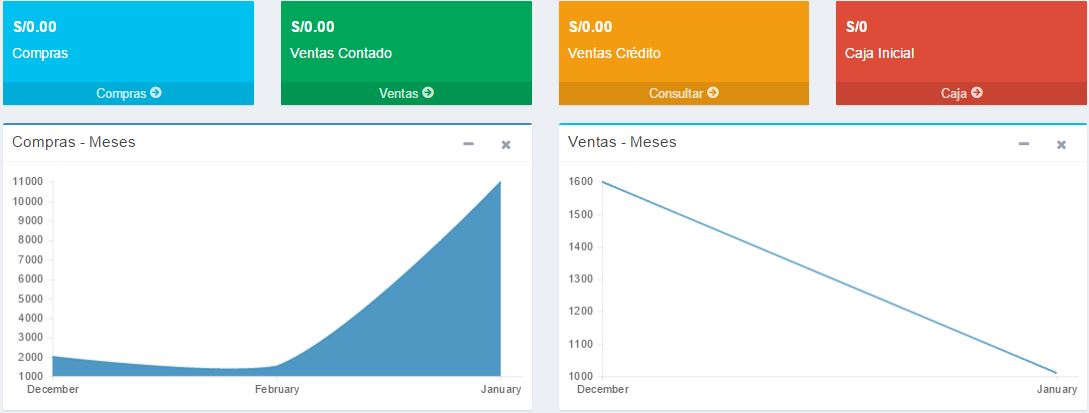 S/0.00
Compras
Compras
S/0.00
Ventas Contado
Ventas
S/0.00
Ventas Crédito
Consultar
S/0
Caja Inicial
Caja
Compras - Meses
11000
10000
9000
8000
7000
6000
5000
4000
3000
2000
1000
December
February
January
Ventas - Meses
1600
1500
1400
1300
1200
1100
1000
December
January